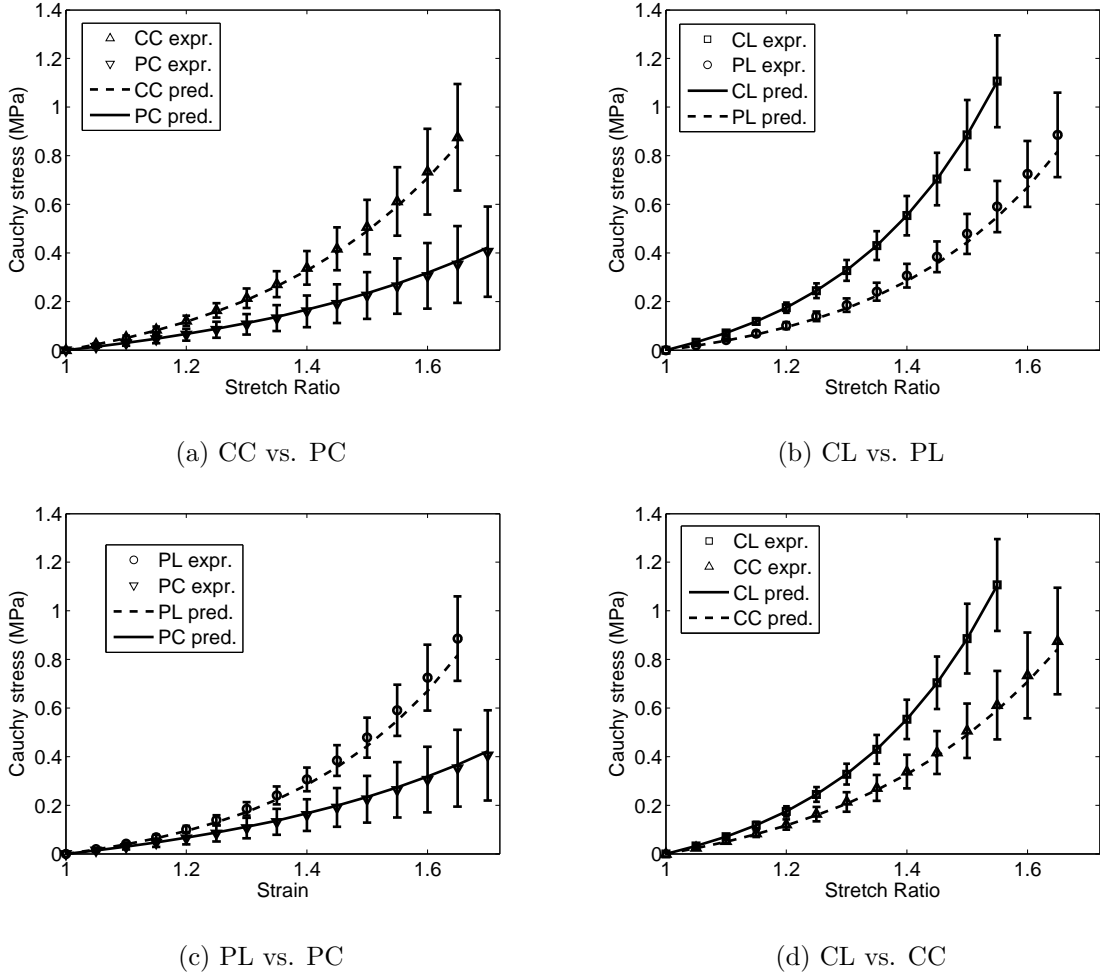 1.4
1.2
1
0.8
0.6
0.4
0.2
0
Cauchy stress (MPa)
CC expr.
PC expr.
CC pred.
PC pred.
1 1.2 1.4 1.6
Stretch Ratio
(a) CC vs. PC
1.4
1.2
1
0.8
0.6
0.4
0.2
0
Cauchy stress (MPa)
CL expr.
PL expr.
CL pred.
PL pred.
1 1.2 1.4 1.6
Stretch Ratio
(b) CL vs. PL
1.4
1.2
1
0.8
0.6
0.4
0.2
0
Cauchy stress (MPa)
PL expr.
PC expr.
PL pred.
PC pred.
1 1.2 1.4 1.6
Strain
(c) PL vs. PC
1.4
1.2
1
0.8
0.6
0.4
0.2
0
Cauchy stress (MPa)
CL expr.
CC expr.
CL pred.
CC pred.
1 1.2 1.4 1.6
Stretch Ratio
(d) CL vs. CC